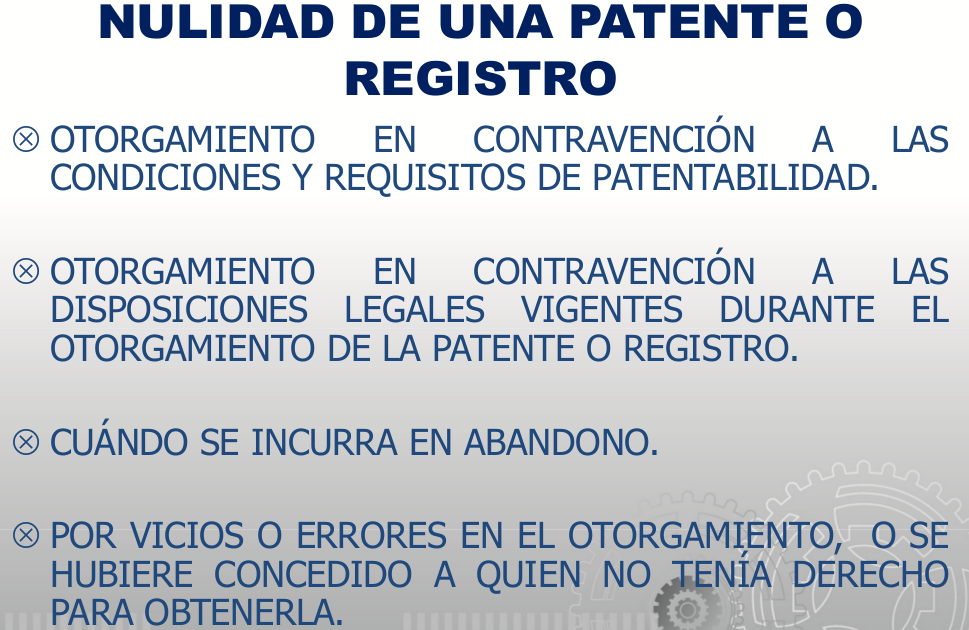 NULIDAD DE UNA PATENTE O
REGISTRO
OTORGAMIENTO EN CONTRAVENCIÓN A LAS
CONDICIONES Y REQUISITOS DE PATENTABILIDAD.
OTORGAMIENTO EN CONTRAVENCIÓN A LAS
DISPOSICIONES LEGALES VIGENTES DURANTE EL
OTORGAMIENTO DE LA PATENTE O REGISTRO.
CUÁNDO SE INCURRA EN ABANDONO.
POR VICIOS O ERRORES EN EL OTORGAMIENTO, O SE
HUBIERE CONCEDIDO A QUIEN NO TENÍA DERECHO
PARA OBTENERLA.